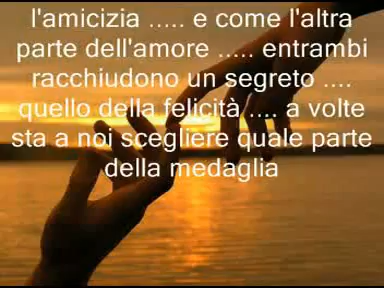 l'amicizia ..... e come l'altra
parte dell'amore ..... entrambi
racchiudono un segreto ....
quello della felicità .... a volte
sta a noi scegliere quale parte
della medaglia